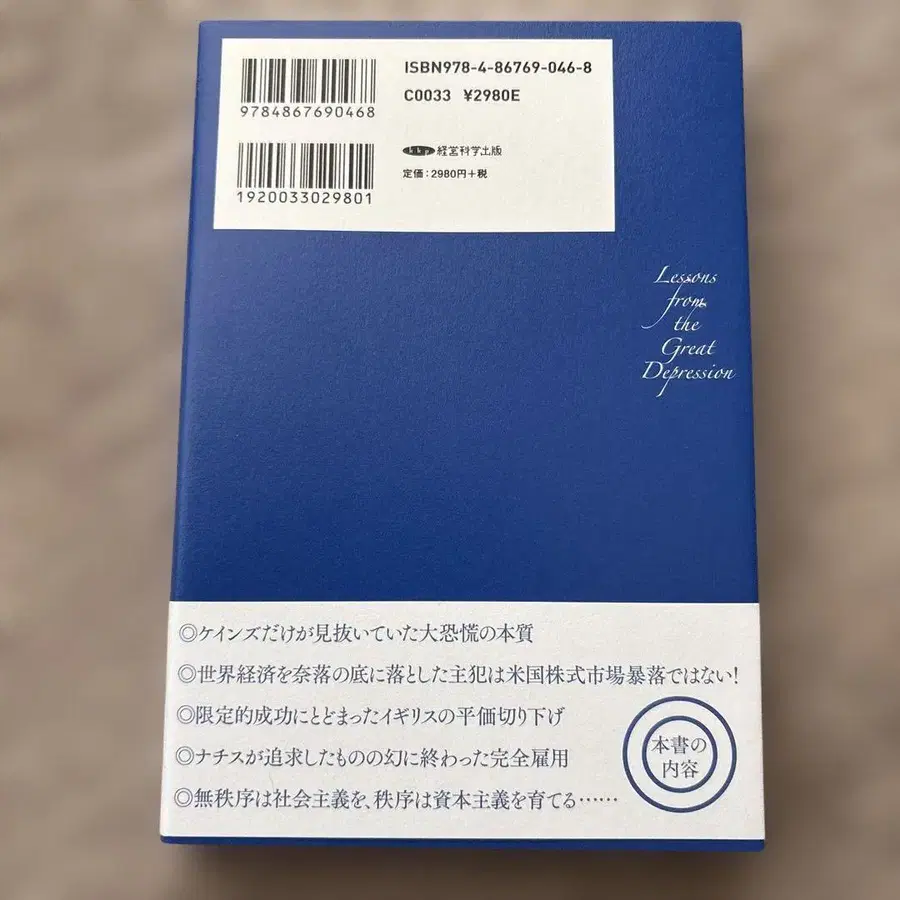 ISBN978-4-86769-046-8
C0033 ¥2980E
9784867690468
経営科学出版
定価:2980円+税
1920033029801
Lessons
from
the
Great
Depression
◎ケインズだけが見抜いていた大恐慌の本質
◎世界経済を奈落の底に落とした主犯は米国株式市場暴落ではない!
◎限定的成功にとどまったイギリスの平価切り下げ
◎ナチスが追求したものの幻に終わった完全雇用
◎無秩序は社会主義を、秩序は資本主義を育てる……
本書の
内容